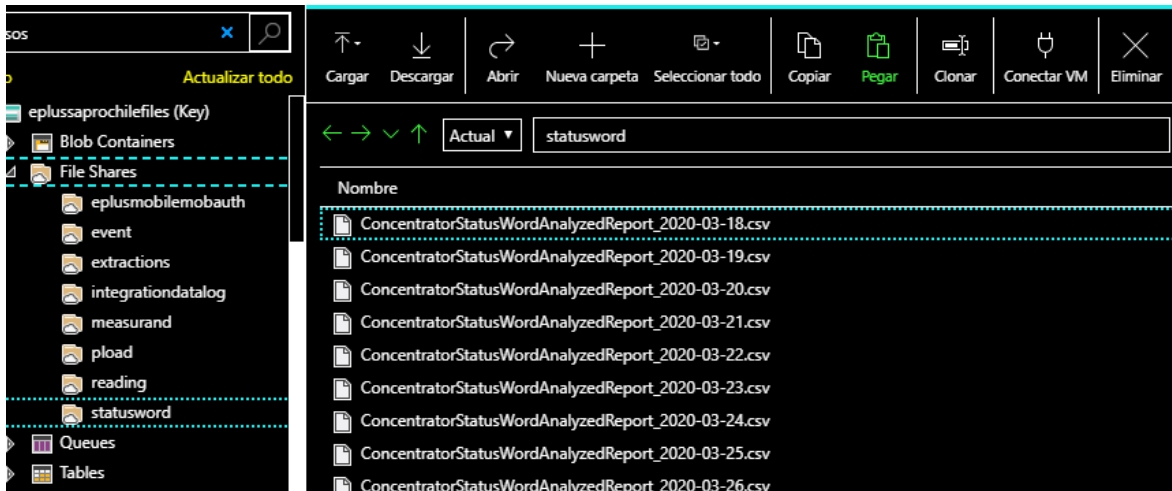 sos
Actualizar todo
eplussaprochilefiles (Key)
Blob Containers
File Shares
eplusmobilemobauth
event
extractions
integrationdatalog
measurand
pload
reading
statusword
Queues
Tables
Cargar Descargar Abrir Nueva carpeta Seleccionar todo Copiar Pegar Clonar Conectar VM Eliminar
Actual statusword
Nombre
ConcentratorStatusWordAnalyzedReport_2020-03-18.csv
ConcentratorStatusWordAnalyzedReport_2020-03-19.csv
ConcentratorStatusWordAnalyzedReport_2020-03-20.csv
ConcentratorStatusWordAnalyzedReport_2020-03-21.csv
ConcentratorStatusWordAnalyzedReport_2020-03-22.csv
ConcentratorStatusWordAnalyzedReport_2020-03-23.csv
ConcentratorStatusWordAnalyzedReport_2020-03-24.csv
ConcentratorStatusWordAnalyzedReport_2020-03-25.csv
ConcentratorStatusWordAnalyzedReport_2020-03-26.csv